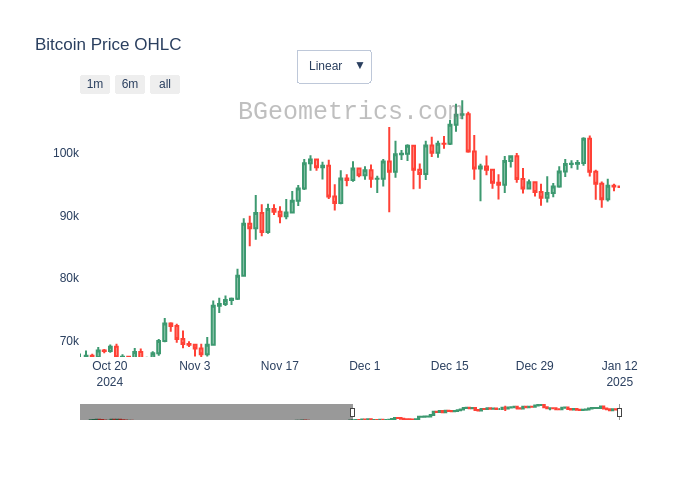 Bitcoin Price OHLC
Linear ▼
1m 6m all
BGeometrics.com
100k
90k
80k
70k
Oct 20 Nov 3 Nov 17 Dec 1 Dec 15 Dec 29 Jan 12
2024 2025